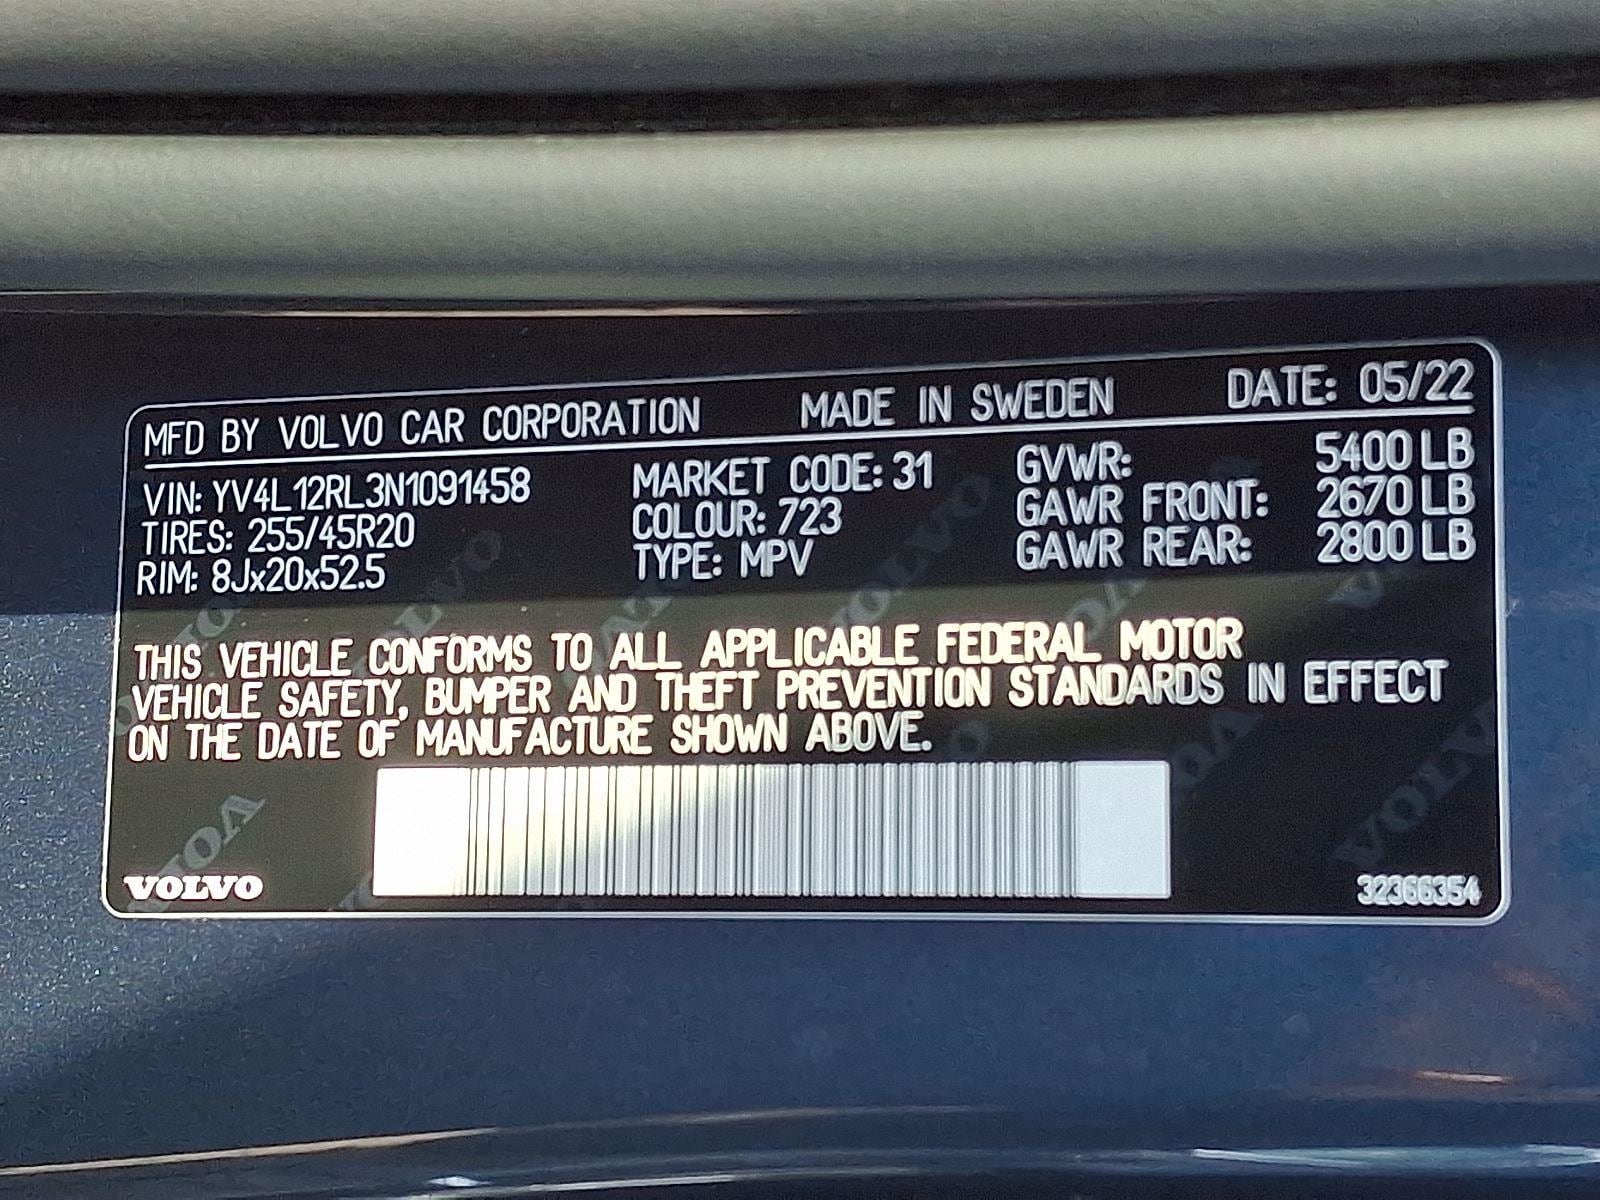 MFD BY VOLVO CAR CORPORATION MADE IN SWEDEN DATE: 05/22
VIN: YV4L12RL3N1091458 MARKET CODE: 31 GVWR: 5400 LB
TIRES: 255/45R20 COLOUR: 723 GAWR FRONT: 2670 LB
RIM: 8Jx20x52.5 TYPE: MPV GAWR REAR: 2800 LB
THIS VEHICLE CONFORMS TO ALL APPLICABLE FEDERAL MOTOR
VEHICLE SAFETY, BUMPER AND THEFT PREVENTION STANDARDS IN EFFECT
ON THE DATE OF MANUFACTURE SHOWN ABOVE.
VOLVO 32366354